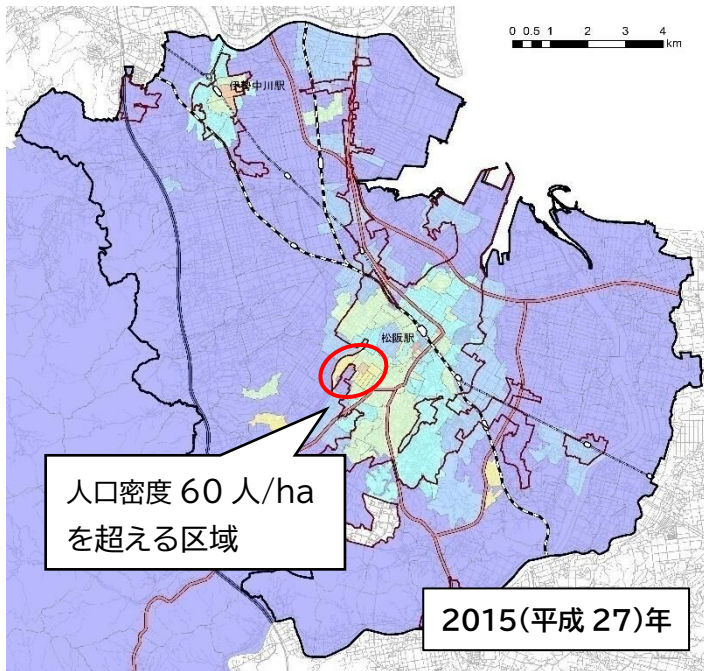 0 0.5 1 2 3 4
km
伊勢中川駅
松阪駅
人口密度 60 人/ha
を超える区域
2015(平成 27)年